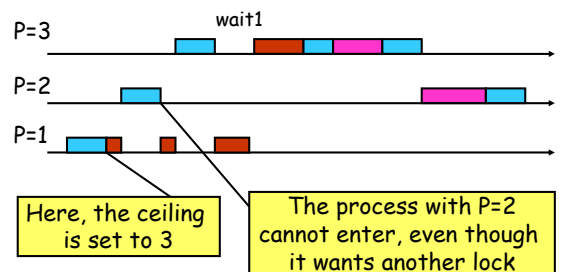 wait1
P=3
P=2
P=1
Here, the ceiling
is set to 3
The process with P=2
cannot enter, even though
it wants another lock